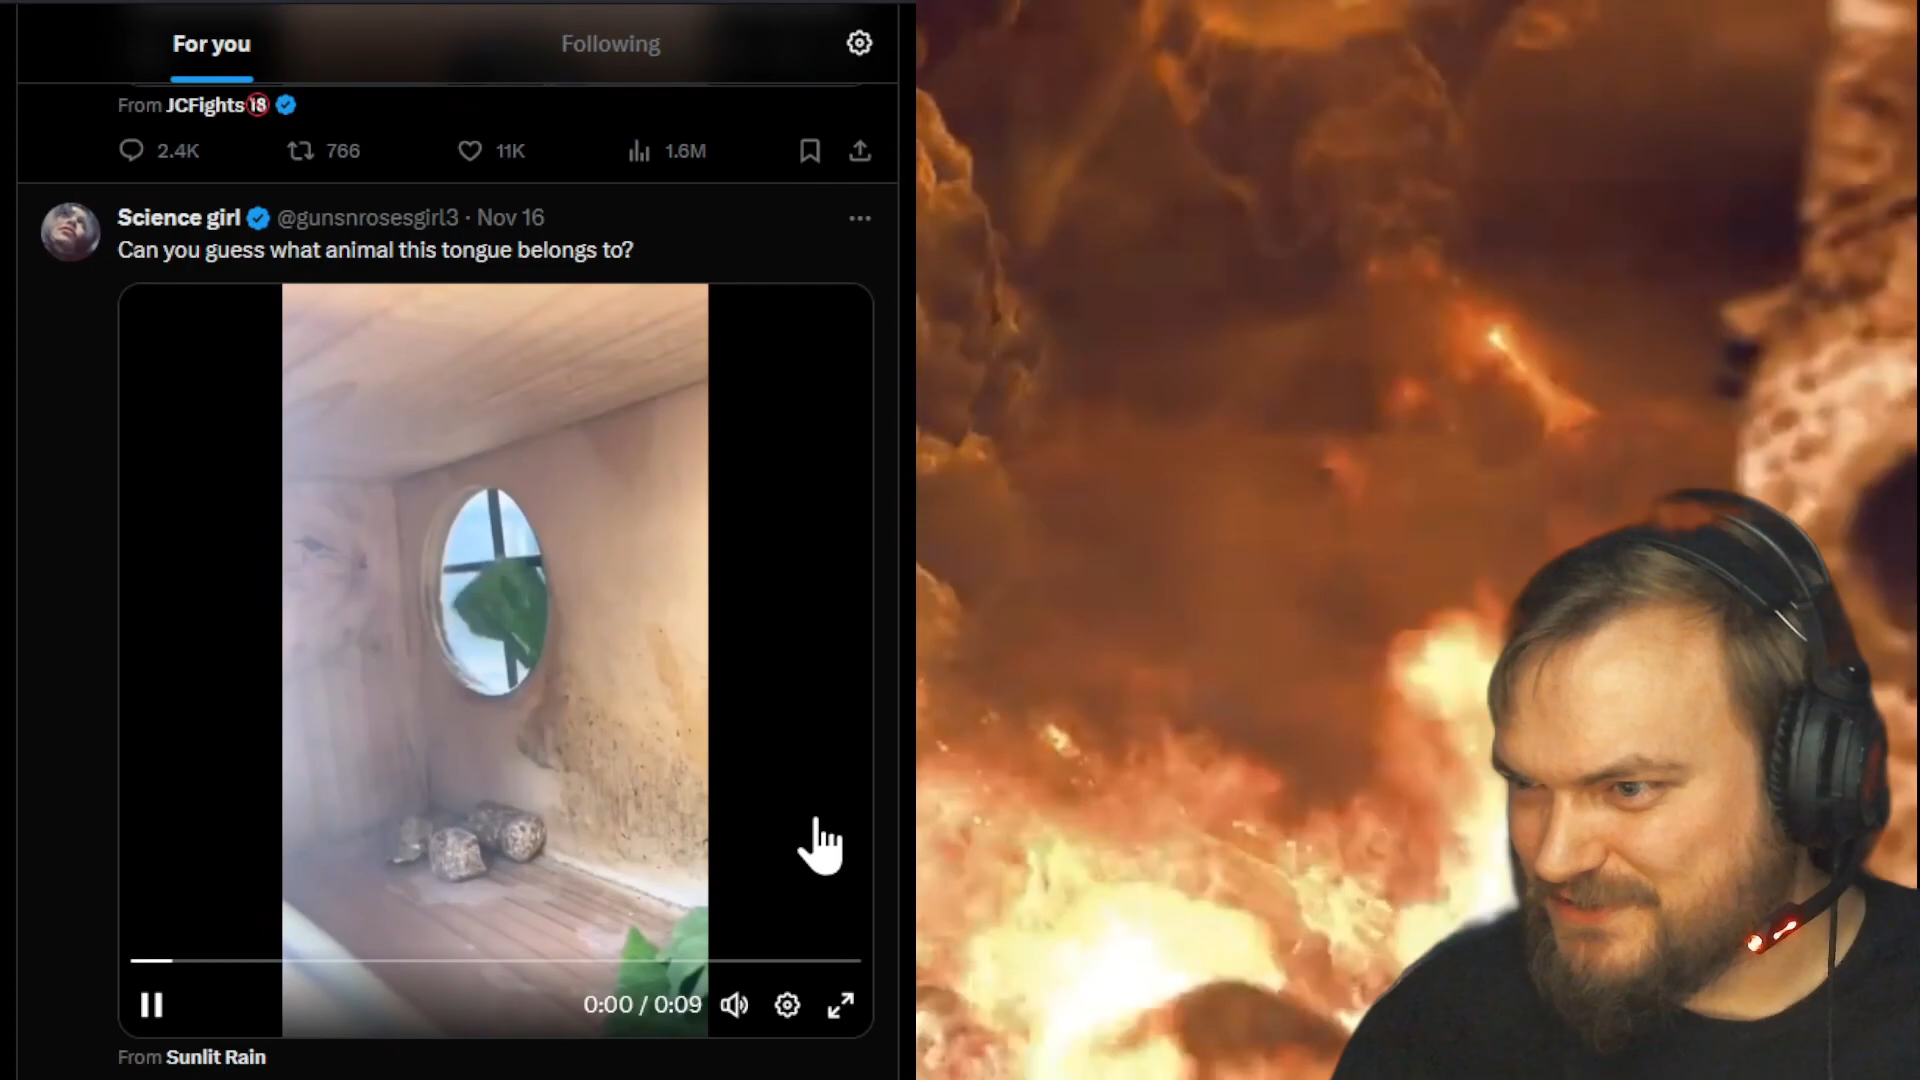 For you
Following
From JCFights🔞
2.4K
766
11K
1.6M
Science girl @gunsnrosesgirl3 · Nov 16
Can you guess what animal this tongue belongs to?
0:00 / 0:09
From Sunlit Rain